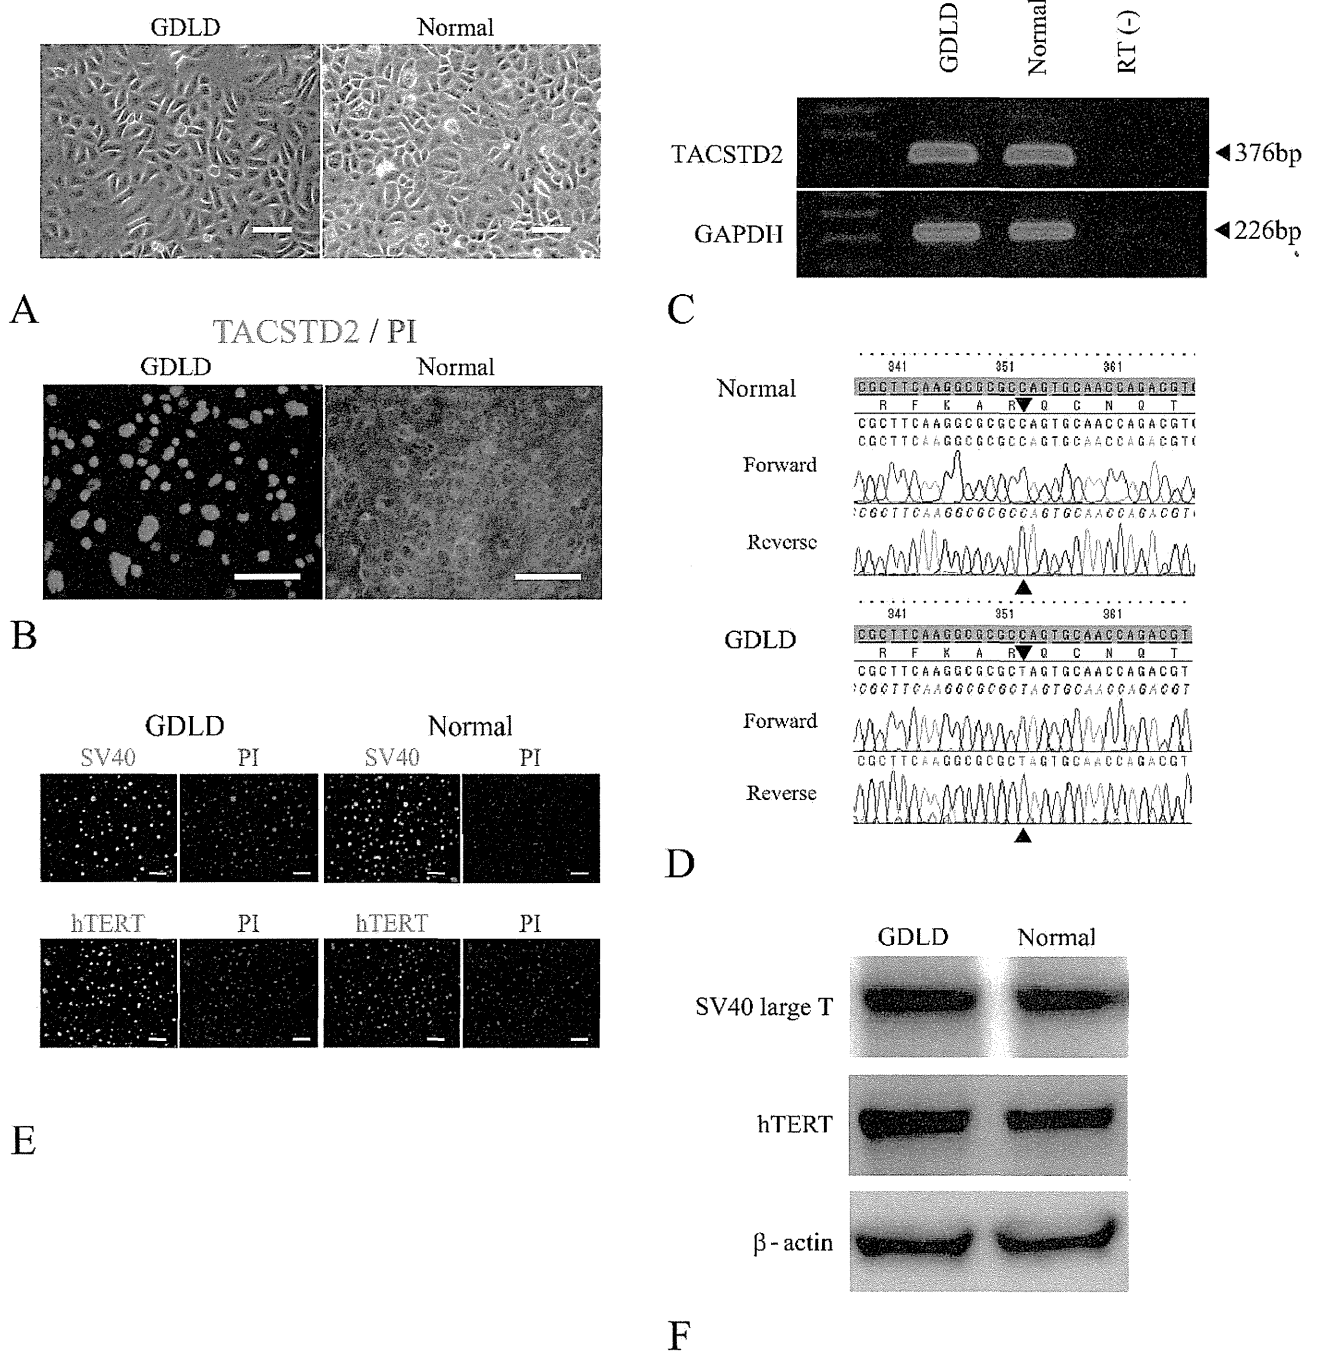 GDLD Normal
A
TACSTD2 / PI
GDLD Normal
B
GDLD Normal
SV40 PI SV40 PI
hTERT PI hTERT PI
E
GDLD Normal RT (-)
TACSTD2 ◄376bp
GAPDH ◄226bp
C
341 351 361
Normal CGCTTCAAGGCGCGCCAGTGCAACCAGACGT
R F K A R Q C N Q T
CGCTTCAAGGCGCGCCAGTGCAACCAGACGT
CGCTTCAAGGCGCGCCAGTGCAACCAGACGT
Forward
CGCTTCAAGGCGCGCCAGTGCAACCAGACGT
Reverse
341 351 361
GDLD CGCTTCAAGGCGCGCCAGTGCAACCAGACGT
R F K A R Q C N Q T
CGCTTCAAGGCGCGCTAGTGCAACCAGACGT
CGCTTCAAGGCGCGCTAGTGCAACCAGACGT
Forward
CGCTTCAAGGCGCGCTAGTGCAACCAGACGT
Reverse
D
GDLD Normal
SV40 large T
hTERT
β-actin
F